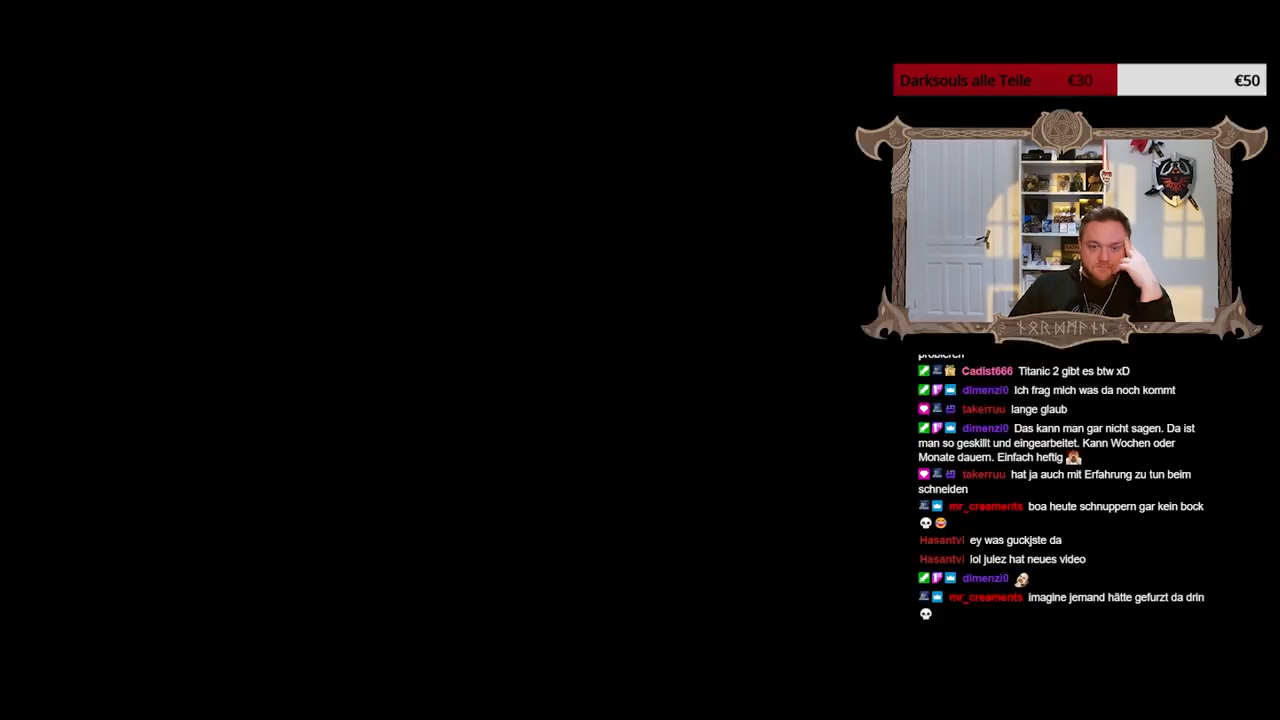 Darksouls alle Teile €30 €50
ᚾᛟᚱᛞᛗᚨᚾᚾ
probieren
Cadist666 Titanic 2 gibt es btw xD
dimenzi0 Ich frag mich was da noch kommt
takerruu lange glaub
dimenzi0 Das kann man gar nicht sagen. Da ist
man so geskillt und eingearbeitet. Kann Wochen oder
Monate dauern. Einfach heftig
takerruu hat ja auch mit Erfahrung zu tun beim
schneiden
mr_creaments boa heute schnuppern gar kein bock
Hasantvl ey was guckjste da
Hasantvl lol julez hat neues video
dimenzi0
mr_creaments imagine jemand hätte gefurzt da drin